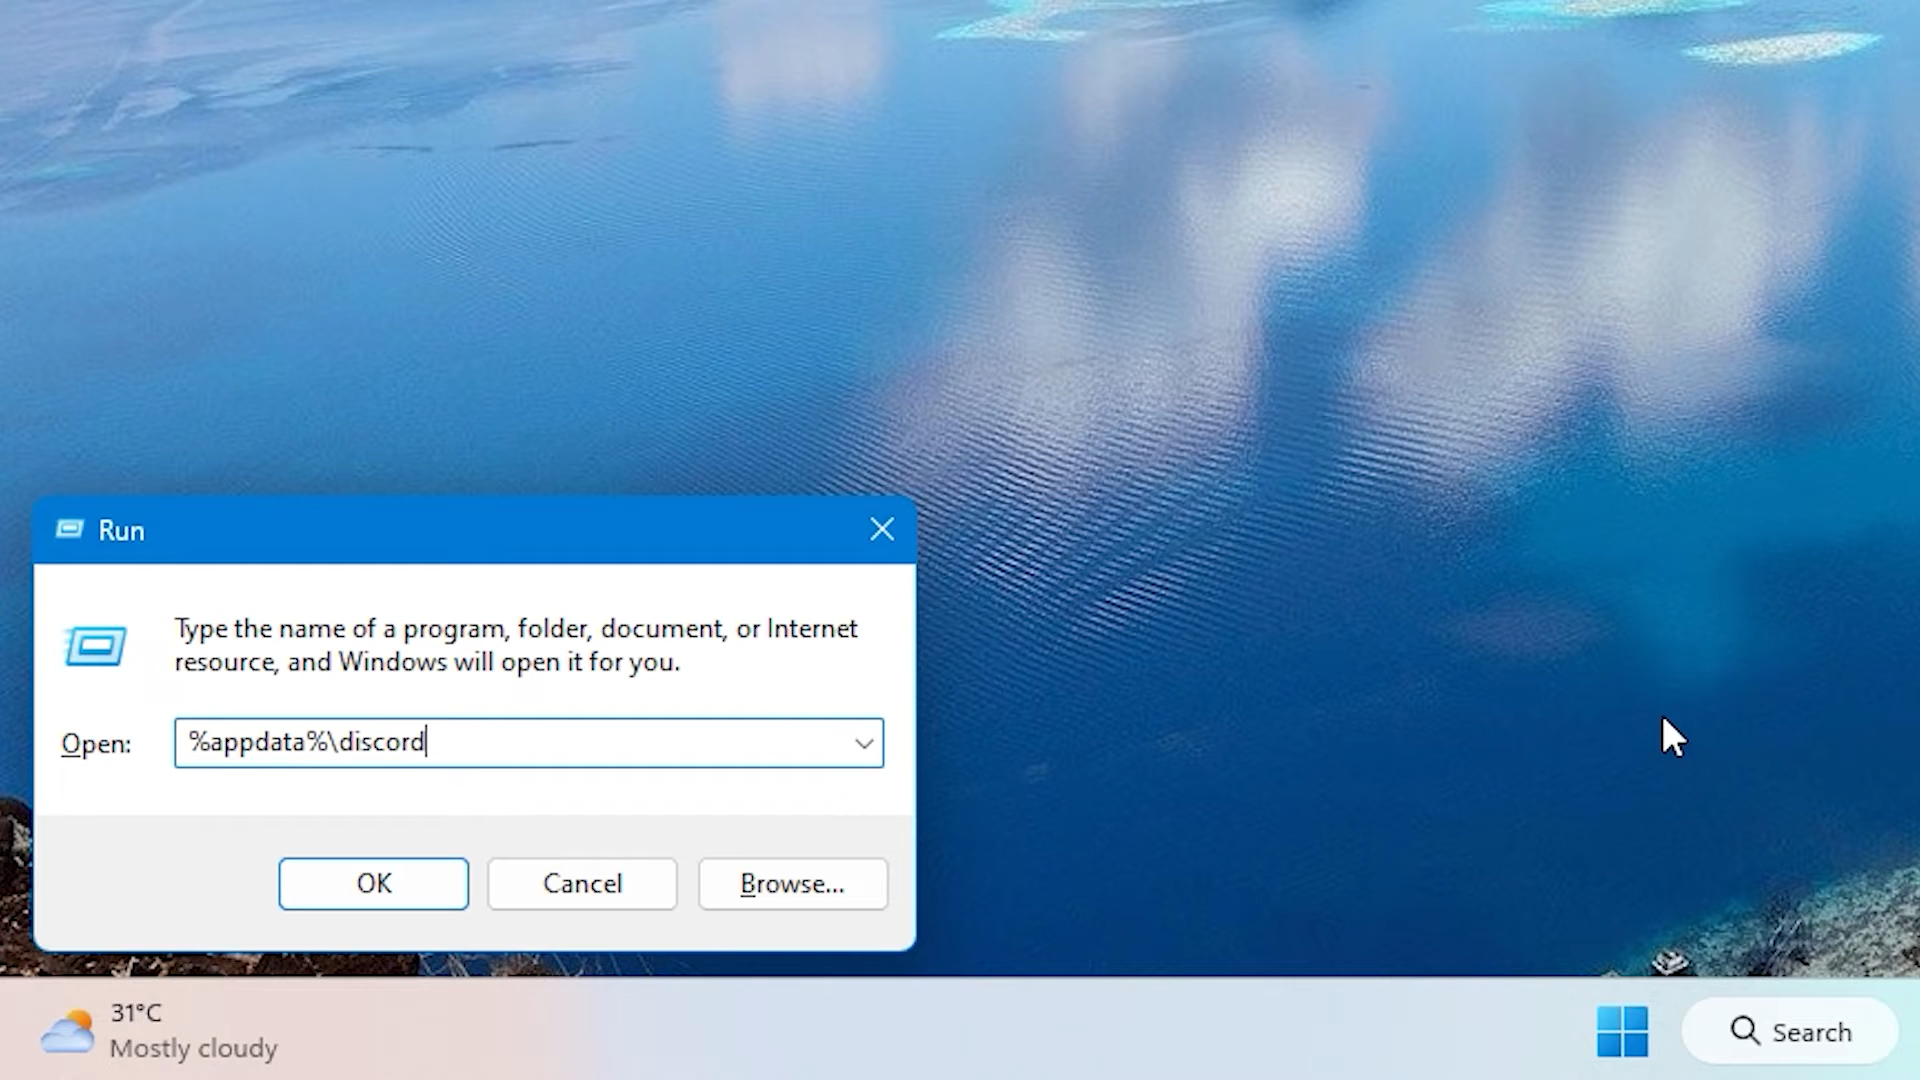 Run
Type the name of a program, folder, document, or Internet
resource, and Windows will open it for you.
Open:
%appdata%\discord
OK
Cancel
Browse...
31°C
Mostly cloudy
Search